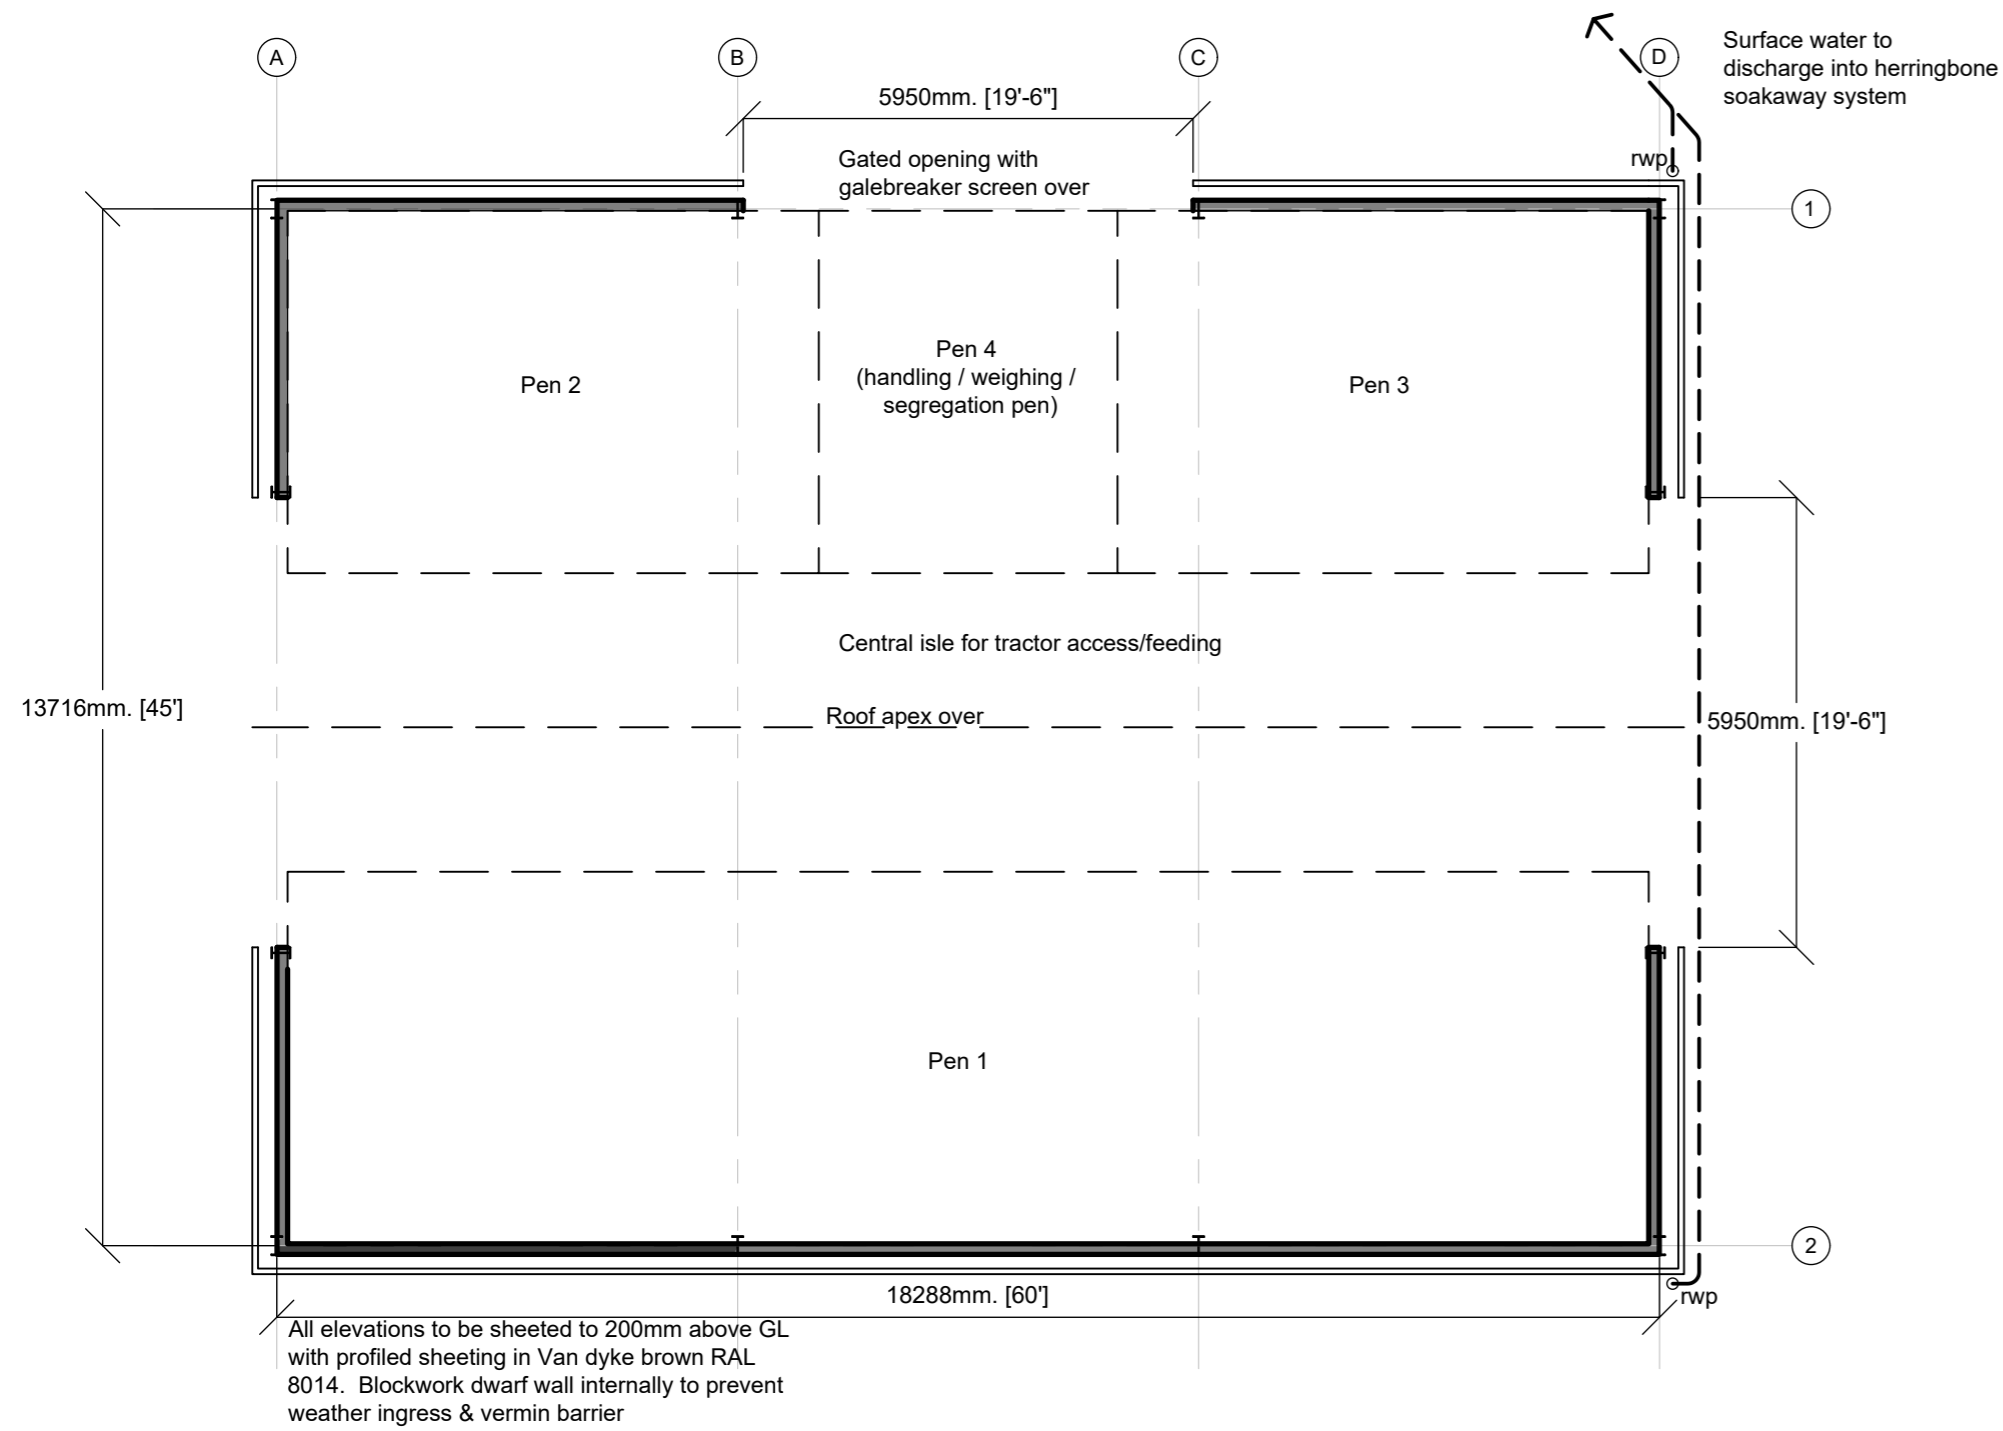 Surface water to
discharge into herringbone
soakaway system
A
B
C
D
5950mm. [19'-6"]
Gated opening with
galebreaker screen over
rwp
1
Pen 2
Pen 4
(handling / weighing /
segregation pen)
Pen 3
Central isle for tractor access/feeding
13716mm. [45']
Roof apex over
5950mm. [19'-6"]
Pen 1
2
18288mm. [60']
rwp
All elevations to be sheeted to 200mm above GL
with profiled sheeting in Van dyke brown RAL
8014.  Blockwork dwarf wall internally to prevent
weather ingress & vermin barrier